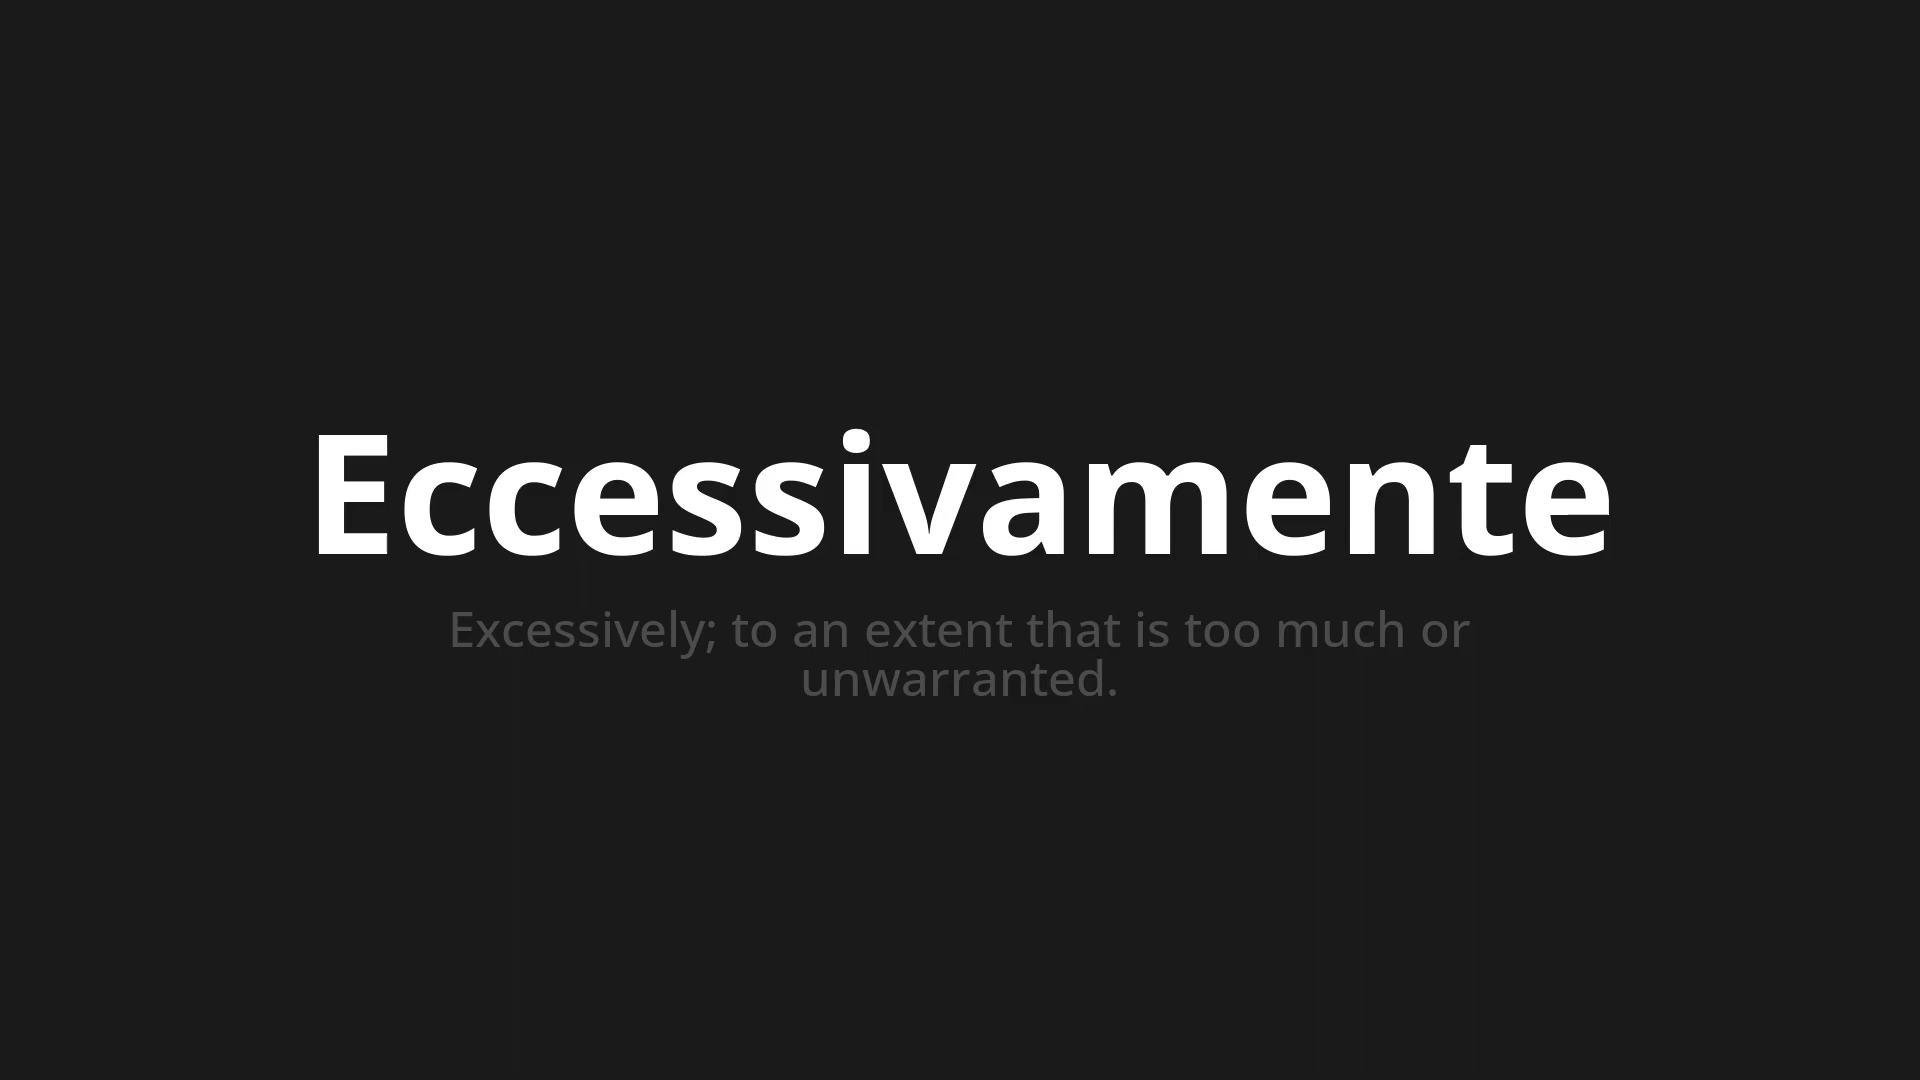 Eccessivamente
Excessively; to an extent that is too much or
unwarranted.